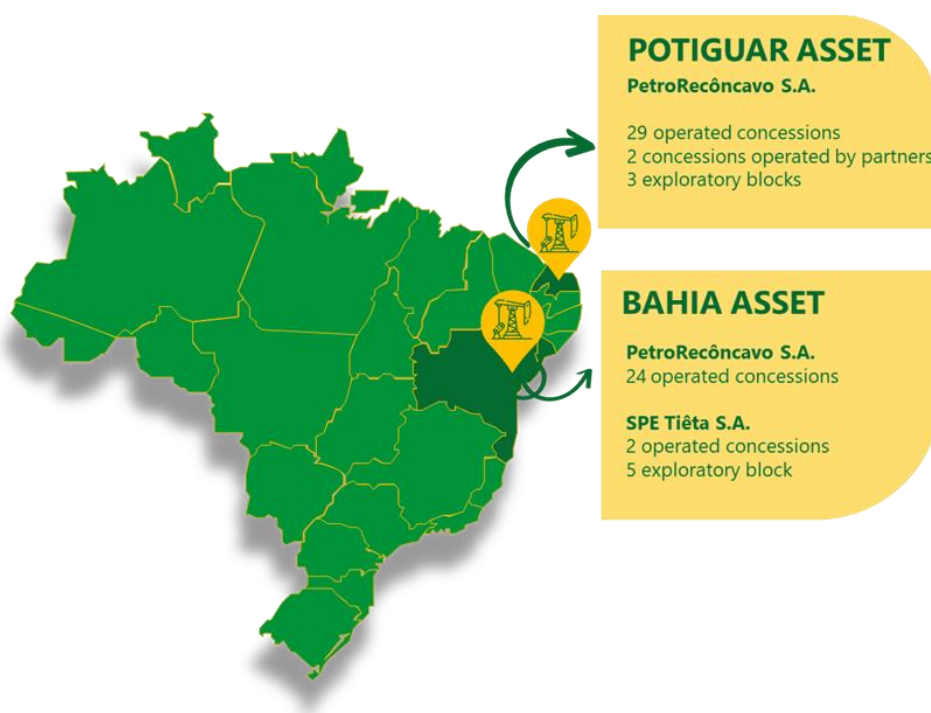 POTIGUAR ASSET
PetroRecôncavo S.A.
29 operated concessions
2 concessions operated by partners
3 exploratory blocks
BAHIA ASSET
PetroRecôncavo S.A.
24 operated concessions
SPE Tiêta S.A.
2 operated concessions
5 exploratory block